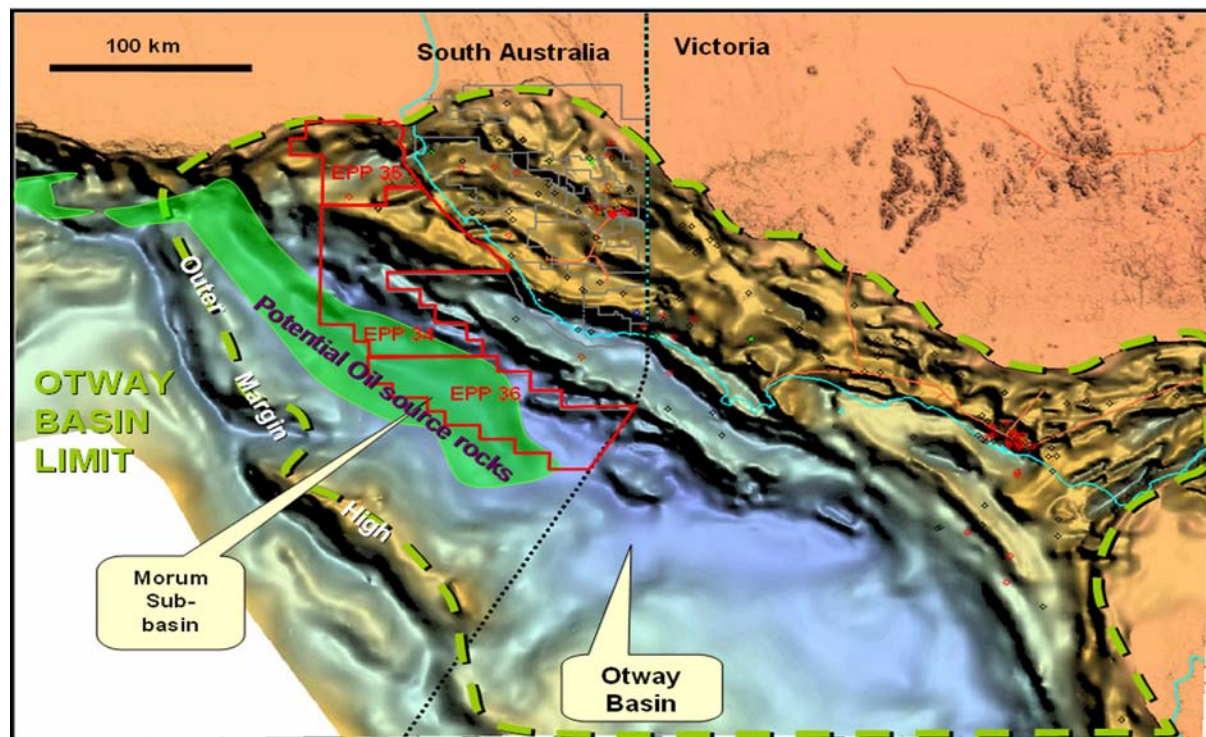 100 km
South Australia
Victoria
EPP 35
Outer
Margin
High
EPP 34
EPP 36
Potential Oil source rocks
OTWAY
BASIN
LIMIT
Morum
Sub-
basin
Otway
Basin